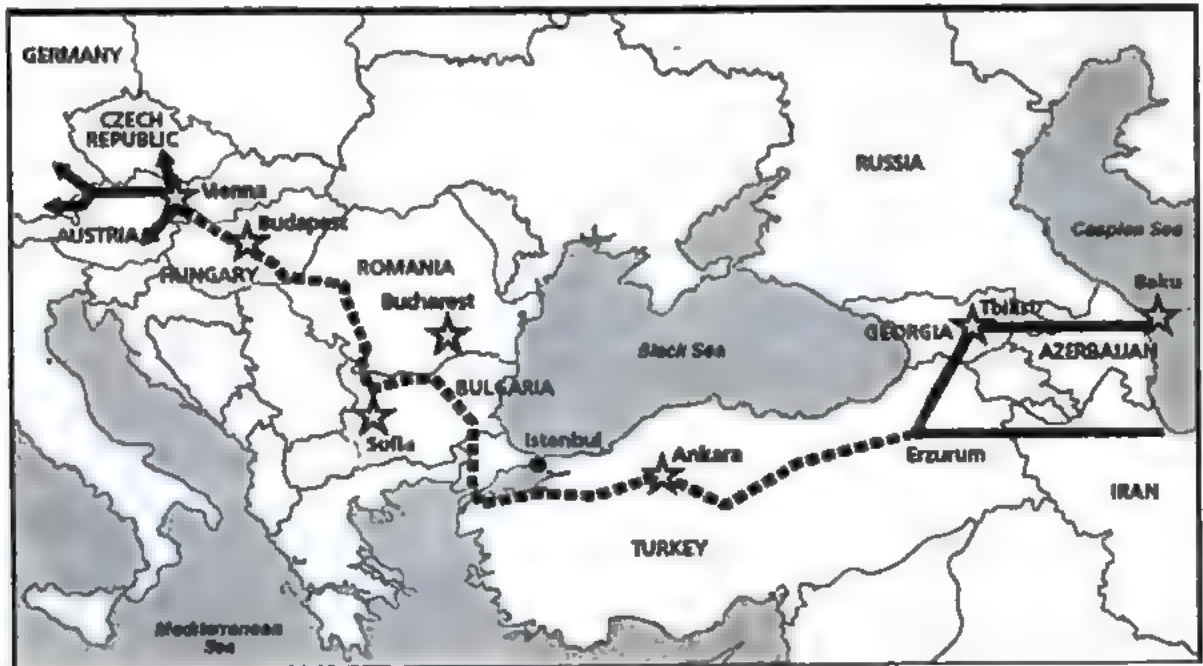 GERMANY
CZECH
REPUBLIC
Vienna
AUSTRIA
Budapest
HUNGARY
ROMANIA
Bucharest
BULGARIA
Sofia
Istanbul
Black Sea
RUSSIA
Caspian Sea
Baku
Tbilisi
GEORGIA
AZERBAIJAN
Ankara
Erzurum
IRAN
TURKEY
Mediterranean
Sea